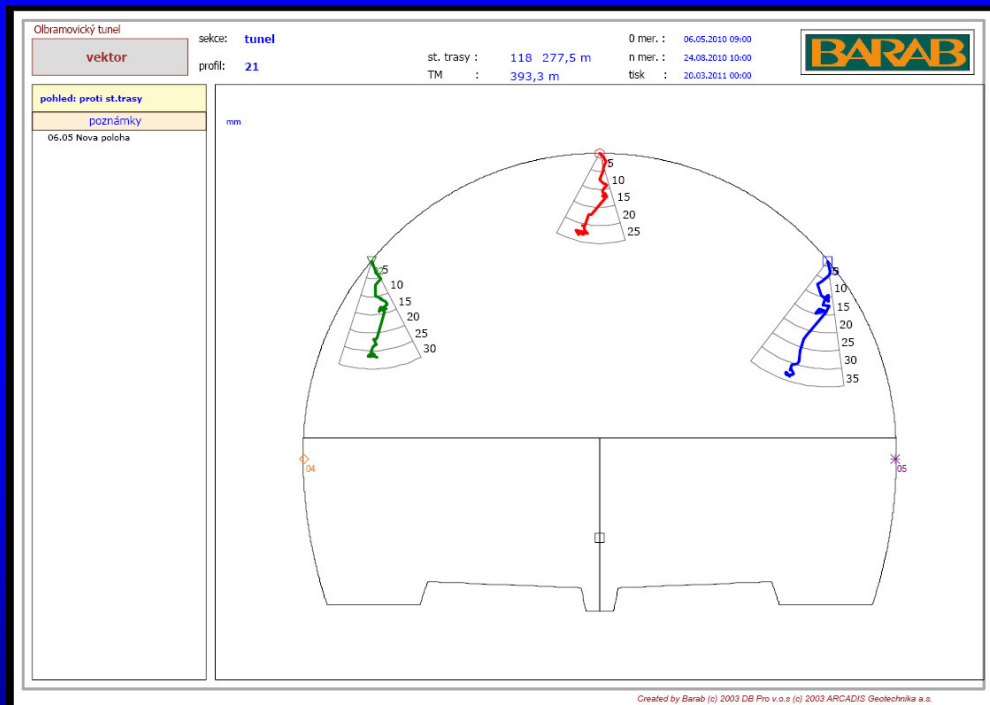 Olbramovický tunel
vektor
sekce: tunel
profil: 21
st. trasy : 118 277,5 m
TM : 393,3 m
0 mer. : 06.05.2010 09:00
n mer. : 24.08.2010 10:00
tisk : 20.03.2011 00:00
BARAB
pohled: proti st.trasy
poznámky
06.05 Nova poloha
mm
5
10
15
20
25
5
10
15
20
25
30
5
10
15
20
25
30
35
04
05
Created by Barab (c) 2003 DB Pro v.o.s (c) 2003 ARCADIS Geotechnika a.s.